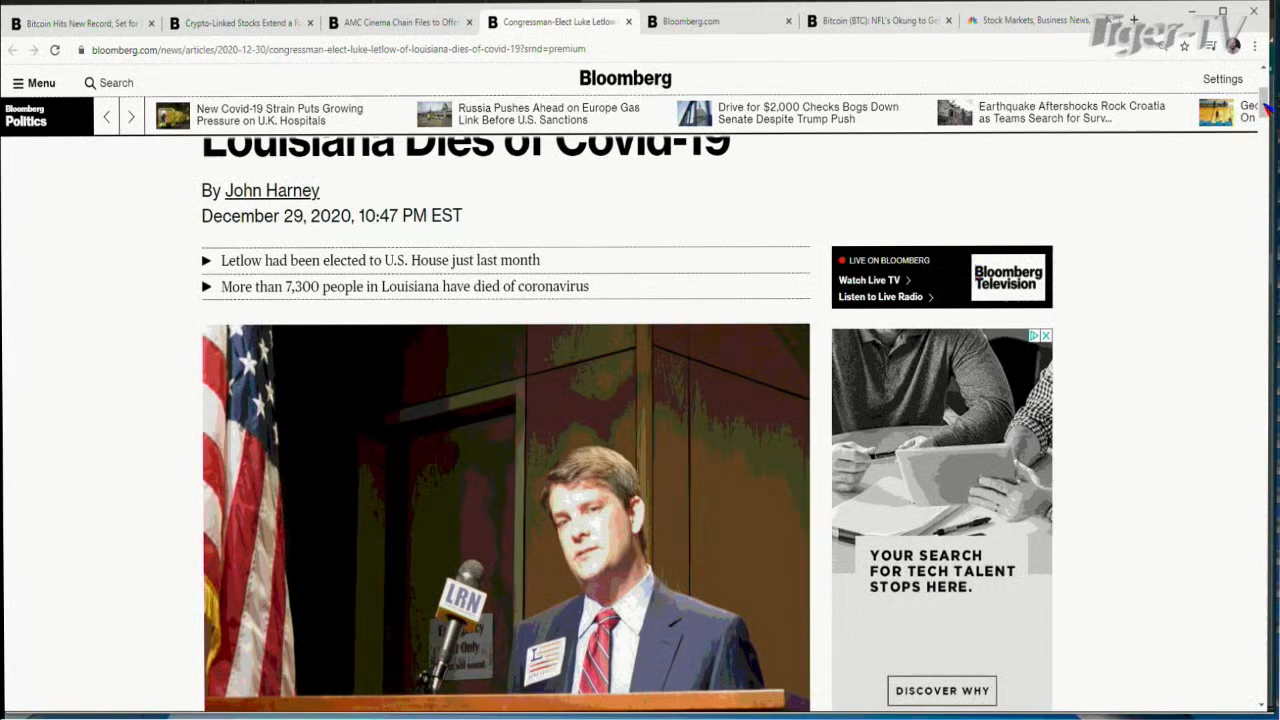 Bitcoin Hits New Record, Set for
Crypto-Linked Stocks Extend a R
AMC Cinema Chain Files to Offe
Congressman-Elect Luke Letlow
Bloomberg.com
Bitcoin (BTC): NFL's Okung to Ge
Stock Markets, Business News,
Tiger-TV
bloomberg.com/news/articles/2020-12-30/congressman-elect-luke-letlow-of-louisiana-dies-of-covid-19?srnd=premium
Menu
Search
Bloomberg
Settings
Bloomberg
Politics
New Covid-19 Strain Puts Growing
Pressure on U.K. Hospitals
Russia Pushes Ahead on Europe Gas
Link Before U.S. Sanctions
Drive for $2,000 Checks Bogs Down
Senate Despite Trump Push
Earthquake Aftershocks Rock Croatia
as Teams Search for Surv...
Geo
On
Louisiana Dies of Covid-19
By John Harney
December 29, 2020, 10:47 PM EST
Letlow had been elected to U.S. House just last month
More than 7,300 people in Louisiana have died of coronavirus
LIVE ON BLOOMBERG
Watch Live TV
Listen to Live Radio
Bloomberg
Television
LRN
Only
YOUR SEARCH
FOR TECH TALENT
STOPS HERE.
DISCOVER WHY